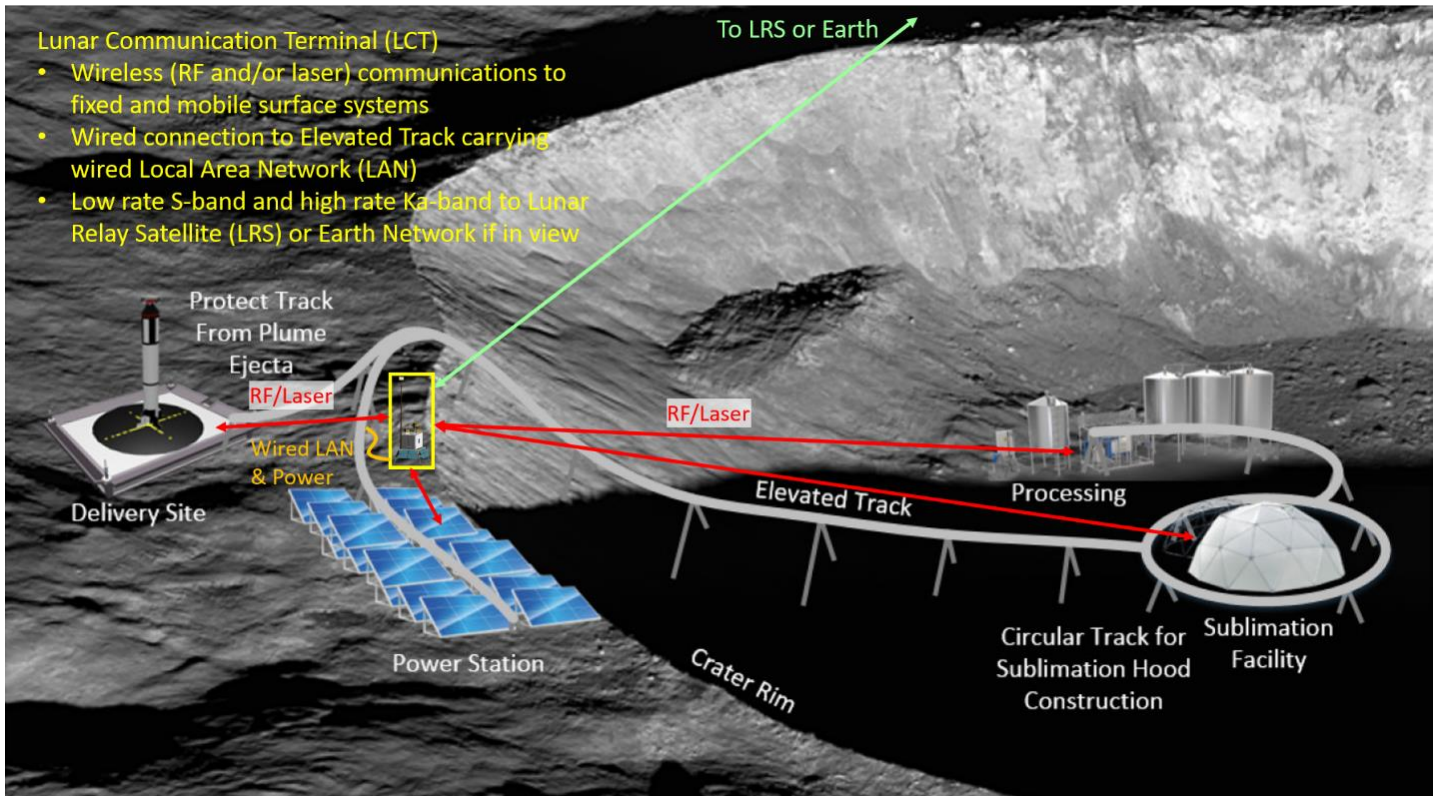 Lunar Communication Terminal (LCT)
• Wireless (RF and/or laser) communications to
fixed and mobile surface systems
• Wired connection to Elevated Track carrying
wired Local Area Network (LAN)
• Low rate S-band and high rate Ka-band to Lunar
Relay Satellite (LRS) or Earth Network if in view
To LRS or Earth
Protect Track
From Plume
Ejecta
RF/Laser
RF/Laser
Wired LAN
& Power
Delivery Site
Elevated Track
Processing
Power Station
Crater Rim
Circular Track for
Sublimation Hood
Construction
Sublimation
Facility